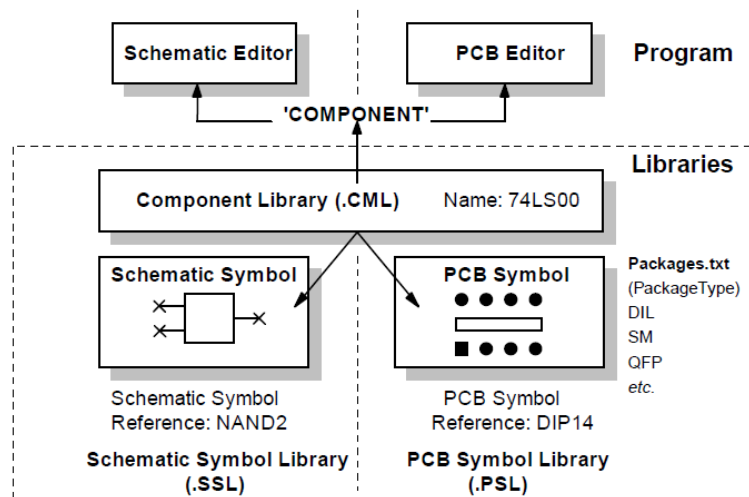 Schematic Editor
PCB Editor
Program
'COMPONENT'
Libraries
Component Library (.CML)
Name: 74LS00
Schematic Symbol
PCB Symbol
Packages.txt
(PackageType)
DIL
SM
QFP
etc.
Schematic Symbol
Reference: NAND2
PCB Symbol
Reference: DIP14
Schematic Symbol Library
(.SSL)
PCB Symbol Library
(.PSL)